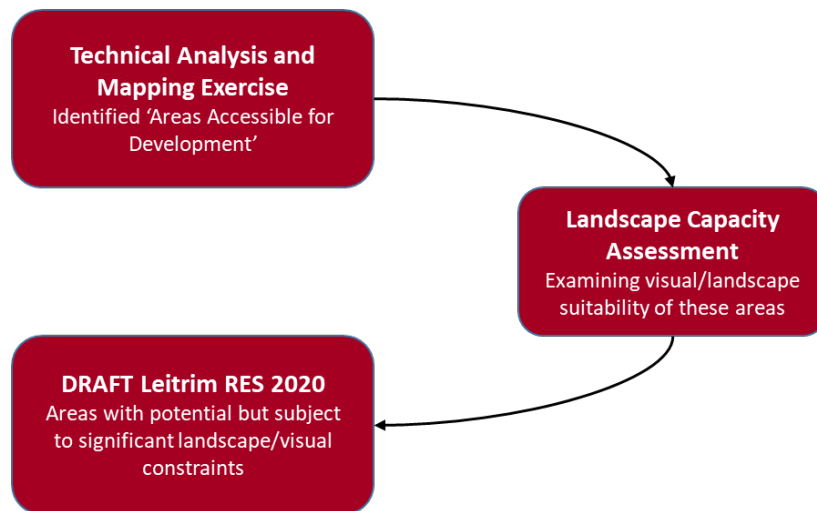 Technical Analysis and
Mapping Exercise
Identified ‘Areas Accessible for
Development’
Landscape Capacity
Assessment
Examining visual/landscape
suitability of these areas
DRAFT Leitrim RES 2020
Areas with potential but subject
to significant landscape/visual
constraints